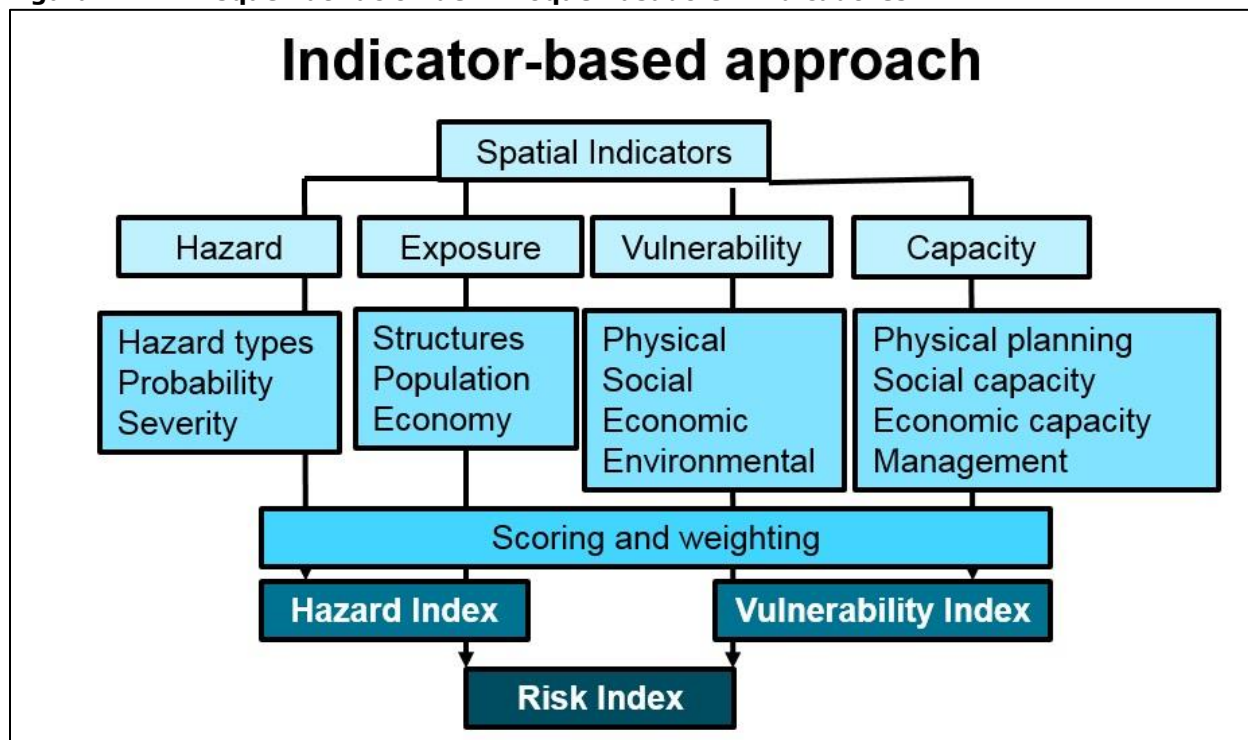 Indicator-based approach
Spatial Indicators
Hazard
Exposure
Vulnerability
Capacity
Hazard types
Probability
Severity
Structures
Population
Economy
Physical
Social
Economic
Environmental
Physical planning
Social capacity
Economic capacity
Management
Scoring and weighting
Hazard Index
Vulnerability Index
Risk Index